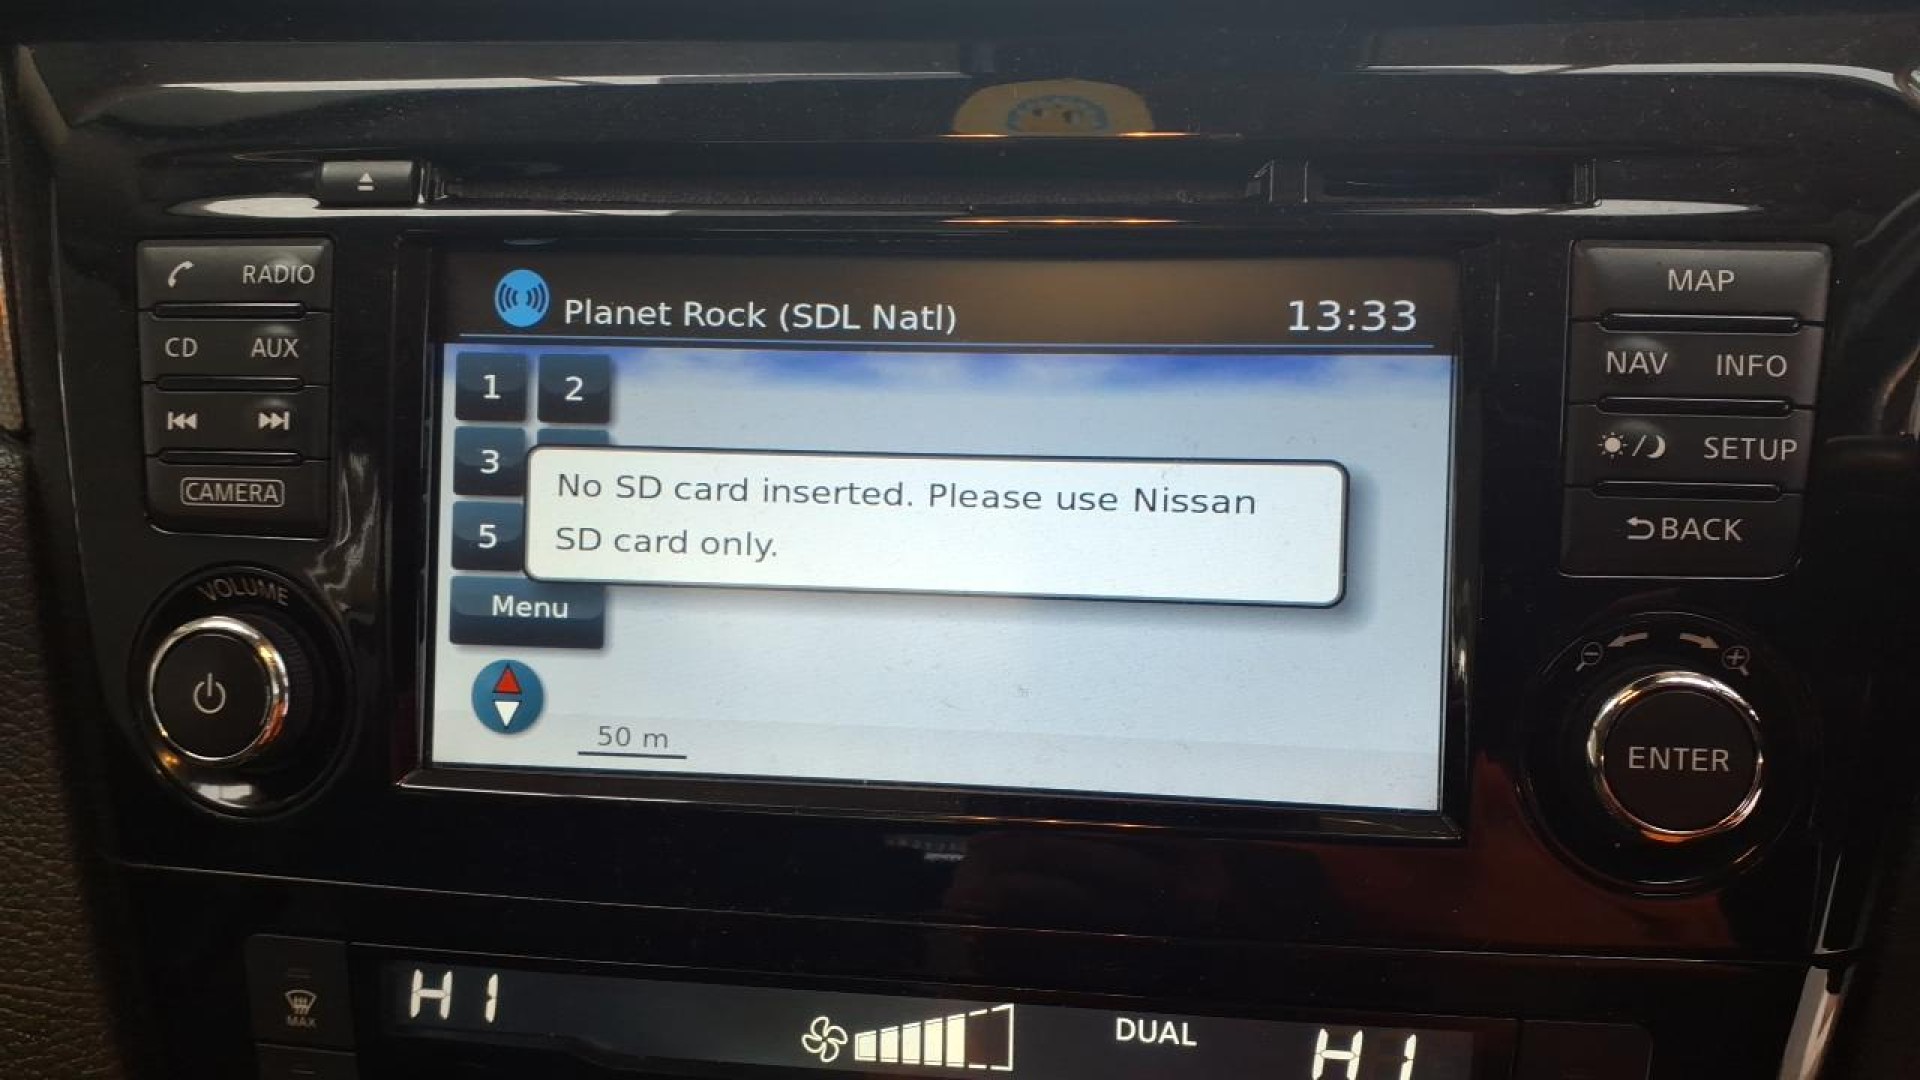 RADIO
CD AUX
CAMERA
VOLUME
Planet Rock (SDL Natl) 13:33
1 2
3
5
No SD card inserted. Please use Nissan
SD card only.
Menu
50 m
MAP
NAV INFO
SETUP
BACK
ENTER
MAX
HI
DUAL
HI